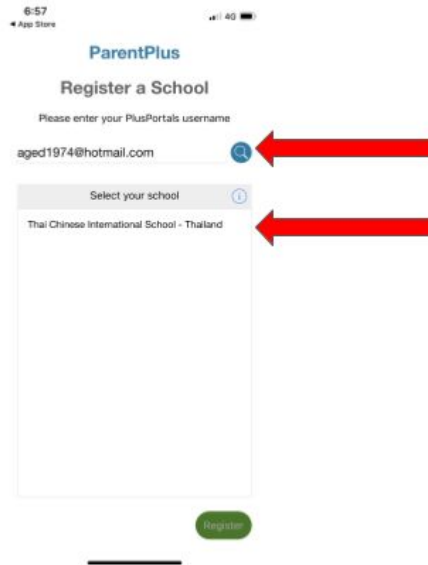 6:57
4G
App Store
ParentPlus
Register a School
Please enter your PlusPortals username
aged1974@hotmail.com
Select your school
Thai Chinese International School - Thailand
Register